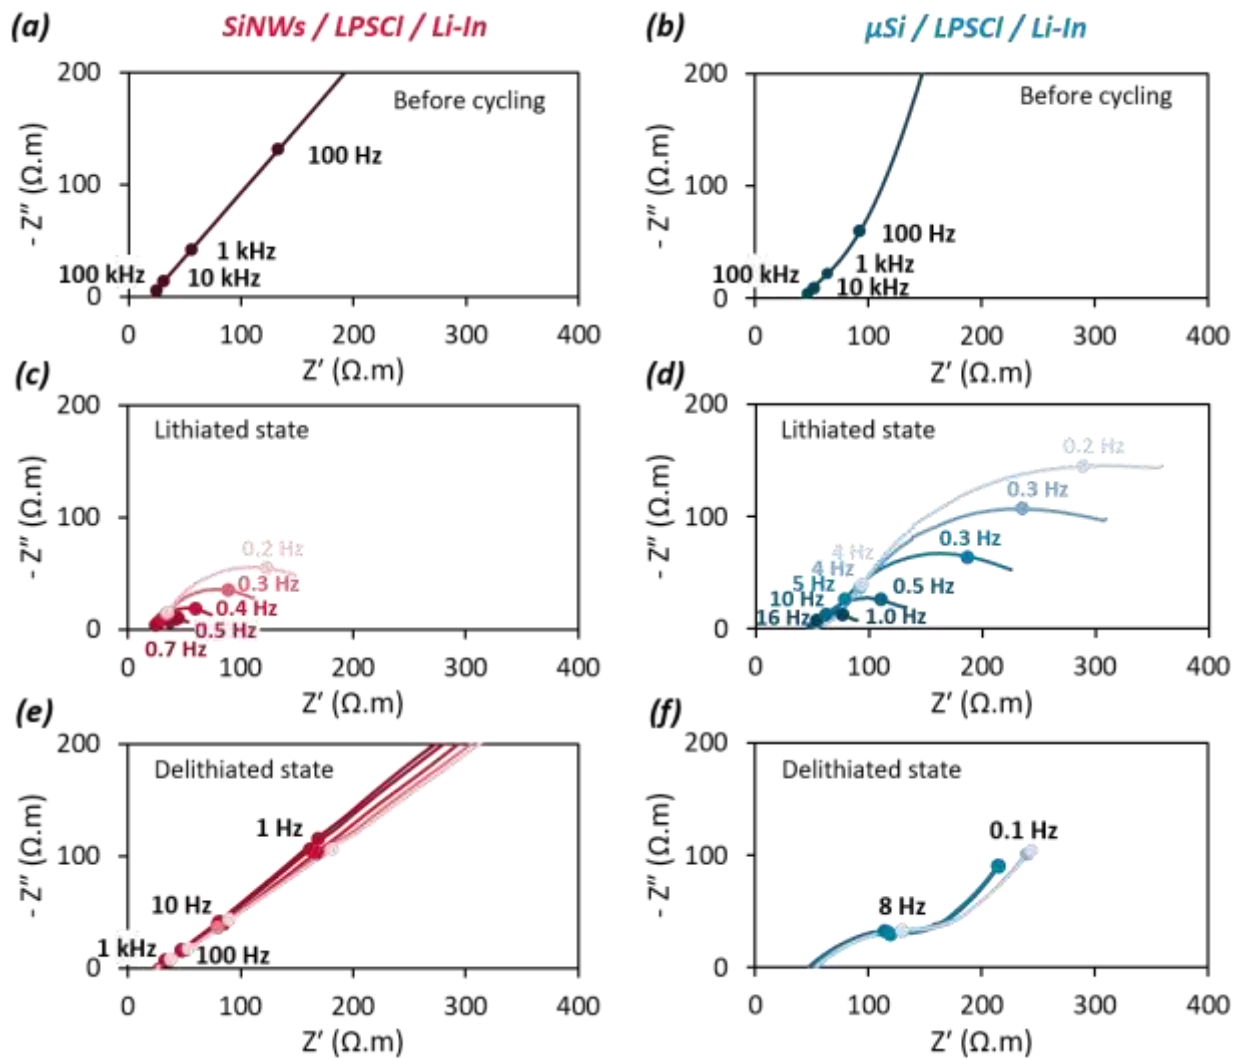 (a)
SiNWs / LPSCl / Li-In
(b)
μSi / LPSCl / Li-In
200
100
0
- Z″ (Ω.m)
Before cycling
100 Hz
1 kHz
10 kHz
100 kHz
0 100 200 300 400
Z′ (Ω.m)
200
100
0
- Z″ (Ω.m)
Before cycling
100 Hz
1 kHz
10 kHz
100 kHz
0 100 200 300 400
Z′ (Ω.m)
(c)
200
100
0
- Z″ (Ω.m)
Lithiated state
0.2 Hz
0.3 Hz
0.4 Hz
0.5 Hz
0.7 Hz
0 100 200 300 400
Z′ (Ω.m)
(d)
200
100
0
- Z″ (Ω.m)
Lithiated state
0.2 Hz
0.3 Hz
0.3 Hz
4 Hz
4 Hz
5 Hz
0.5 Hz
10 Hz
16 Hz
1.0 Hz
0 100 200 300 400
Z′ (Ω.m)
(e)
200
100
0
- Z″ (Ω.m)
Delithiated state
1 Hz
10 Hz
1 kHz
100 Hz
0 100 200 300 400
Z′ (Ω.m)
(f)
200
100
0
- Z″ (Ω.m)
Delithiated state
0.1 Hz
8 Hz
0 100 200 300 400
Z′ (Ω.m)